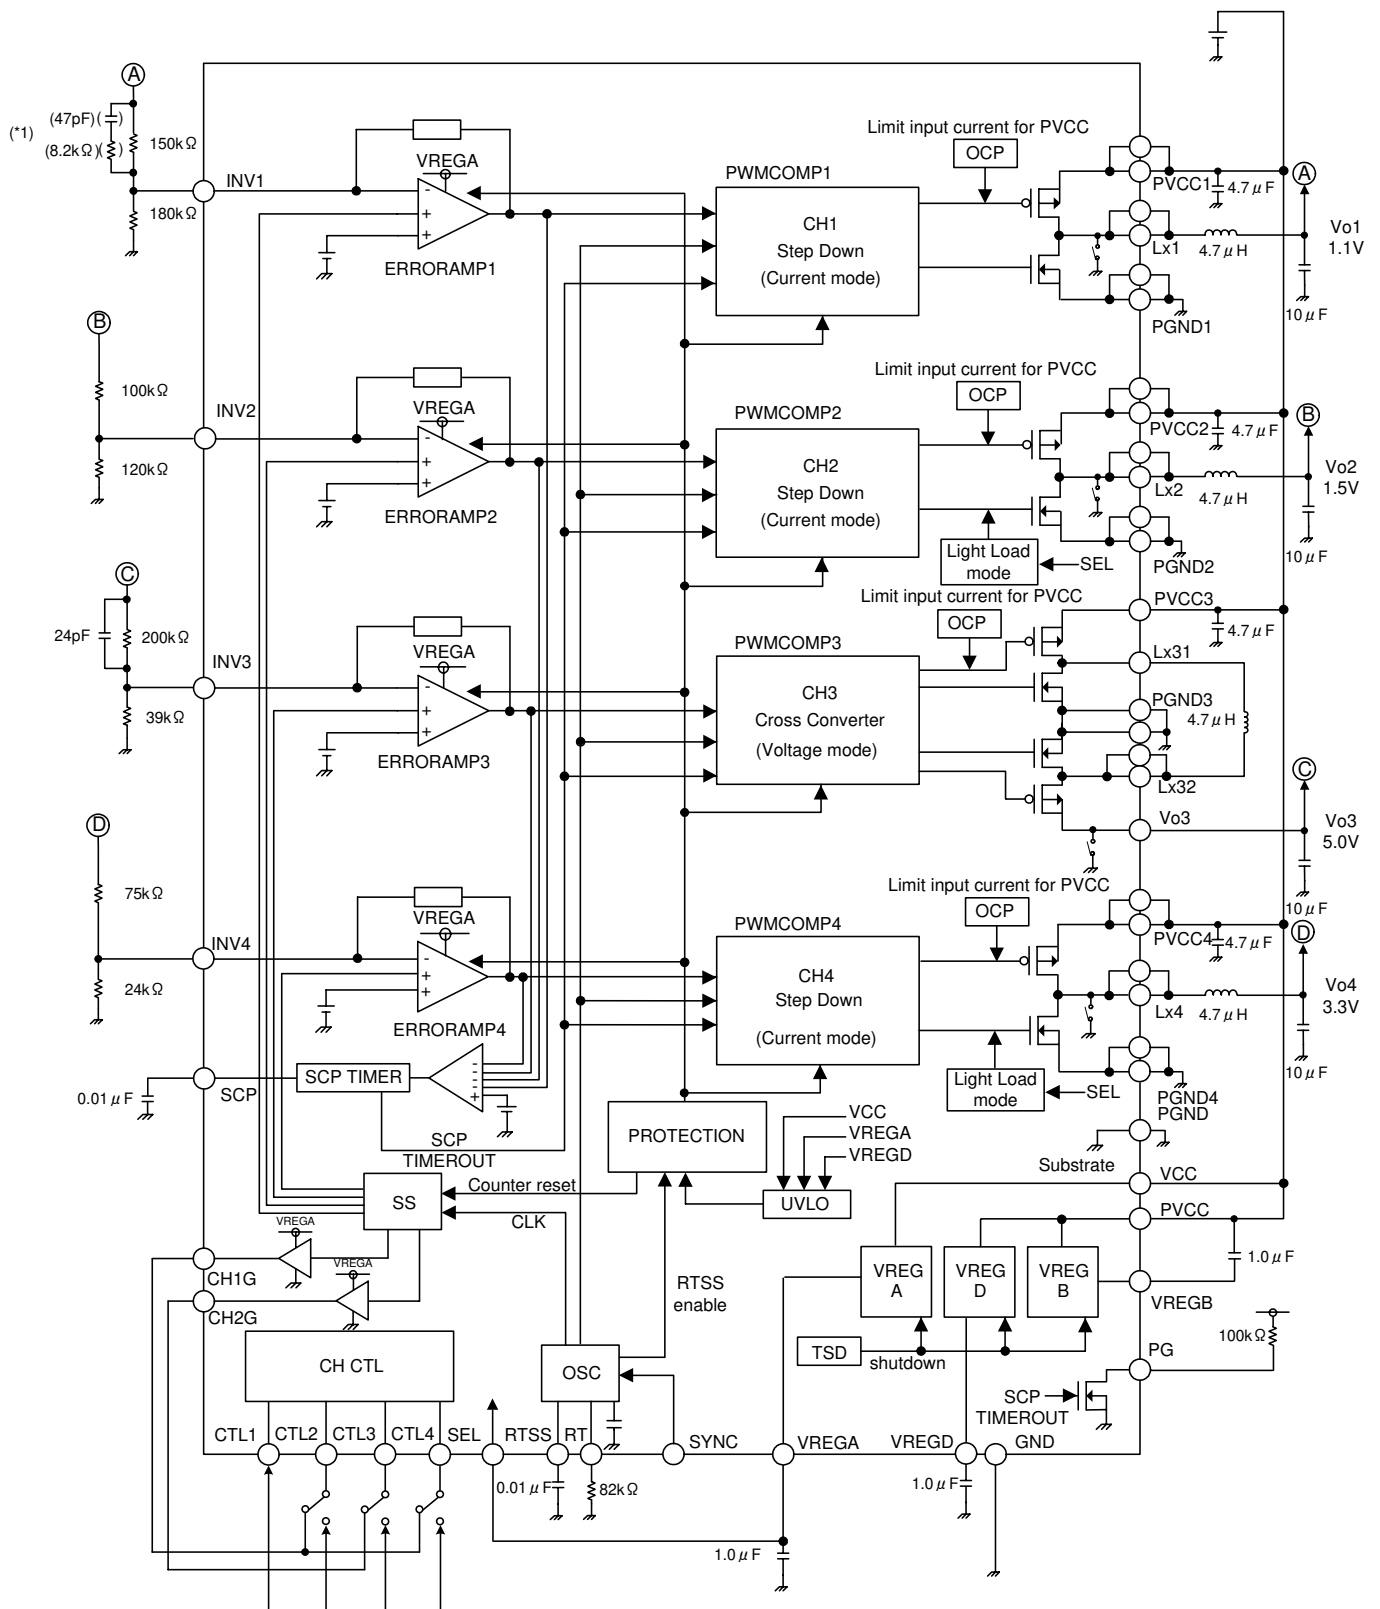 A
(*1)
(47pF)
(8.2kΩ)
150kΩ
180kΩ
INV1
VREGA
-
+
+
ERRORAMP1
PWMCOMP1
CH1
Step Down
(Current mode)
Limit input current for PVCC
OCP
PVCC1
4.7μF
A
Lx1
4.7μH
Vo1
1.1V
PGND1
10μF
B
100kΩ
120kΩ
INV2
VREGA
-
+
+
ERRORAMP2
PWMCOMP2
CH2
Step Down
(Current mode)
Limit input current for PVCC
OCP
Light Load
mode
SEL
PVCC2
4.7μF
B
Lx2
4.7μH
Vo2
1.5V
PGND2
10μF
C
24pF
200kΩ
39kΩ
INV3
VREGA
-
+
+
ERRORAMP3
PWMCOMP3
CH3
Cross Converter
(Voltage mode)
Limit input current for PVCC
OCP
PVCC3
4.7μF
Lx31
PGND3
4.7μH
Lx32
C
Vo3
Vo3
5.0V
10μF
D
75kΩ
24kΩ
INV4
VREGA
-
+
+
ERRORAMP4
PWMCOMP4
CH4
Step Down
(Current mode)
Limit input current for PVCC
OCP
Light Load
mode
SEL
PVCC4
4.7μF
D
Lx4
4.7μH
Vo4
3.3V
PGND4
PGND
10μF
0.01μF
SCP
SCP TIMER
-
-
-
-
+
SCP
TIMEROUT
SS
Counter reset
CLK
PROTECTION
VCC
VREGA
VREGD
UVLO
Substrate
VCC
PVCC
1.0μF
VREG
A
VREG
D
VREG
B
VREGB
TSD
shutdown
100kΩ
PG
SCP
TIMEROUT
VREGA
CH1G
VREGA
CH2G
CH CTL
RTSS
enable
OSC
CTL1
CTL2
CTL3
CTL4
SEL
RTSS
RT
SYNC
VREGA
VREGD
GND
0.01μF
82kΩ
1.0μF
1.0μF